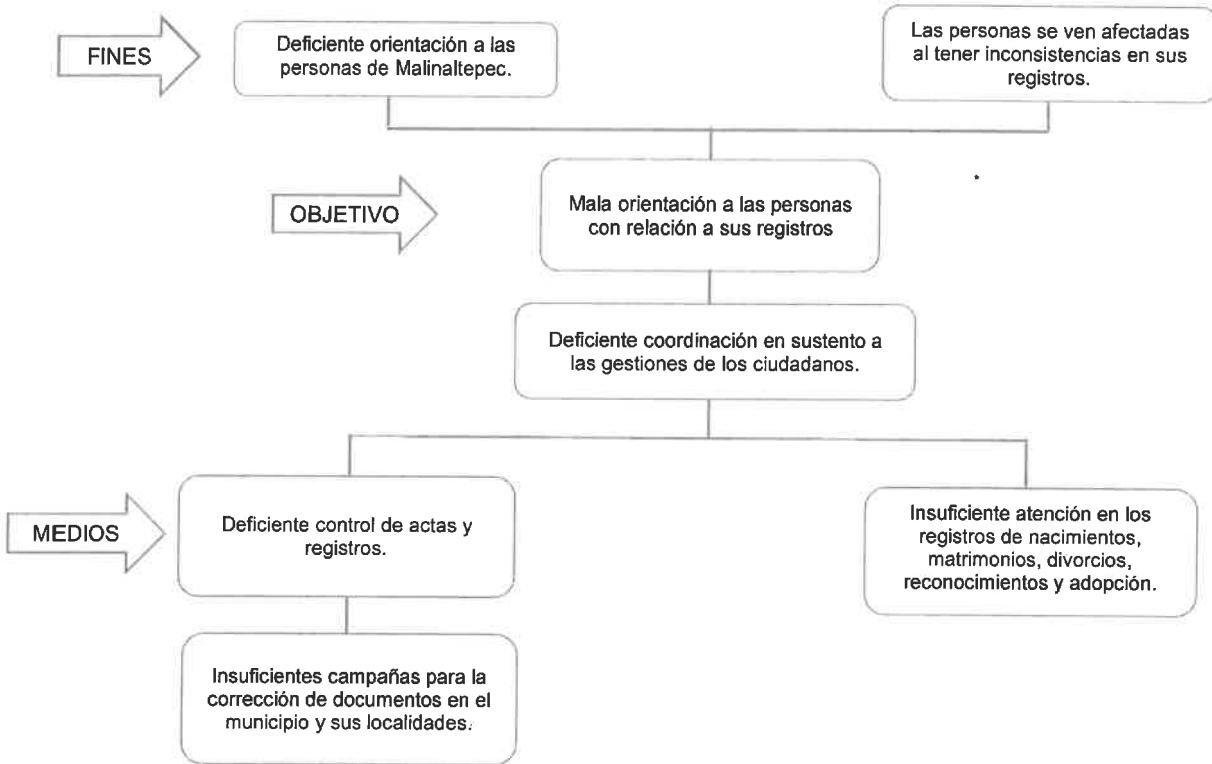 FINES
Deficiente orientación a las
personas de Malinaltepec.
Las personas se ven afectadas
al tener inconsistencias en sus
registros.
OBJETIVO
Mala orientación a las personas
con relación a sus registros
Deficiente coordinación en sustento a
las gestiones de los ciudadanos.
MEDIOS
Deficiente control de actas y
registros.
Insuficiente atención en los
registros de nacimientos,
matrimonios, divorcios,
reconocimientos y adopción.
Insuficientes campañas para la
corrección de documentos en el
municipio y sus localidades.